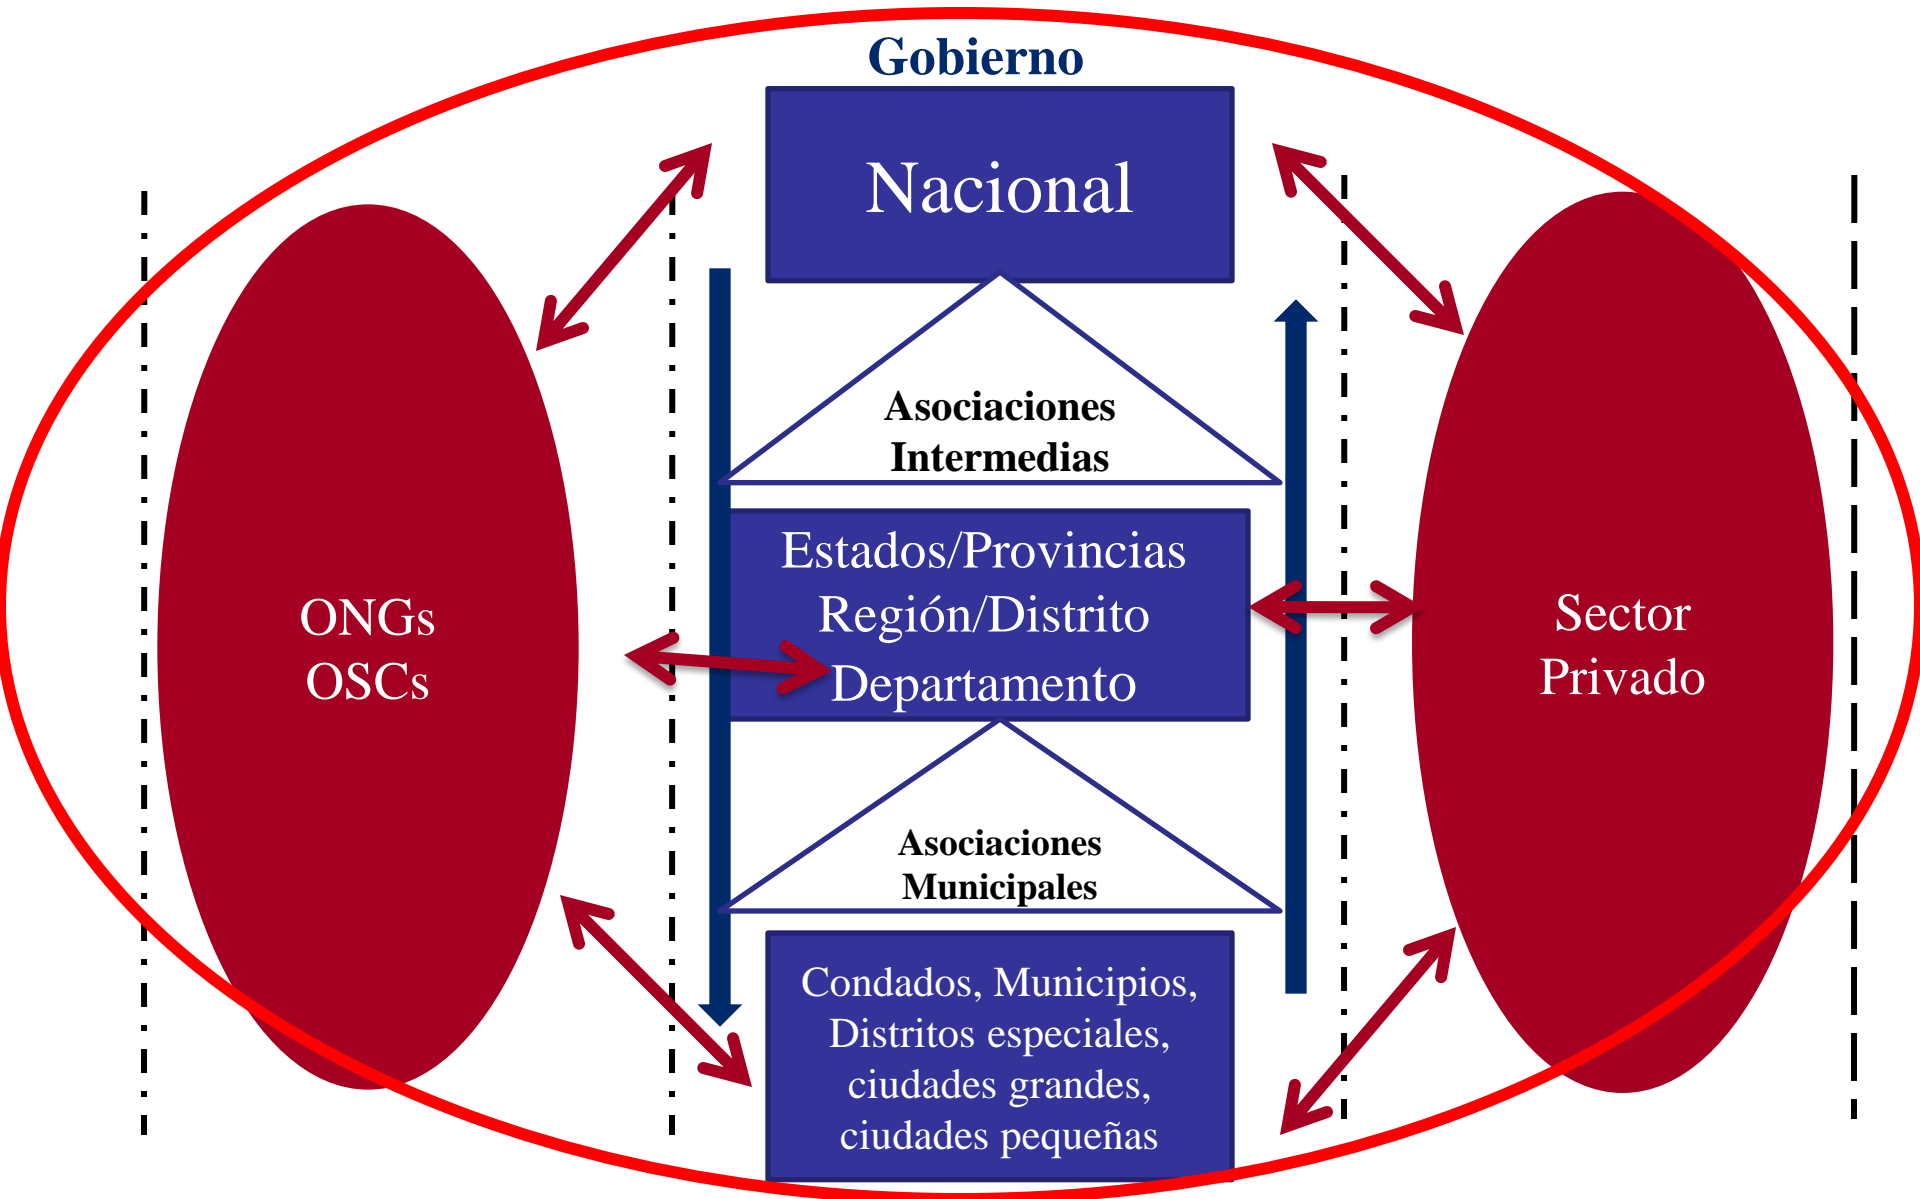 Gobierno
Nacional
Asociaciones
Intermedias
Estados/Provincias
Región/Distrito
Departamento
ONGs
OSCs
Sector
Privado
Asociaciones
Municipales
Condados, Municipios,
Distritos especiales,
ciudades grandes,
ciudades pequeñas